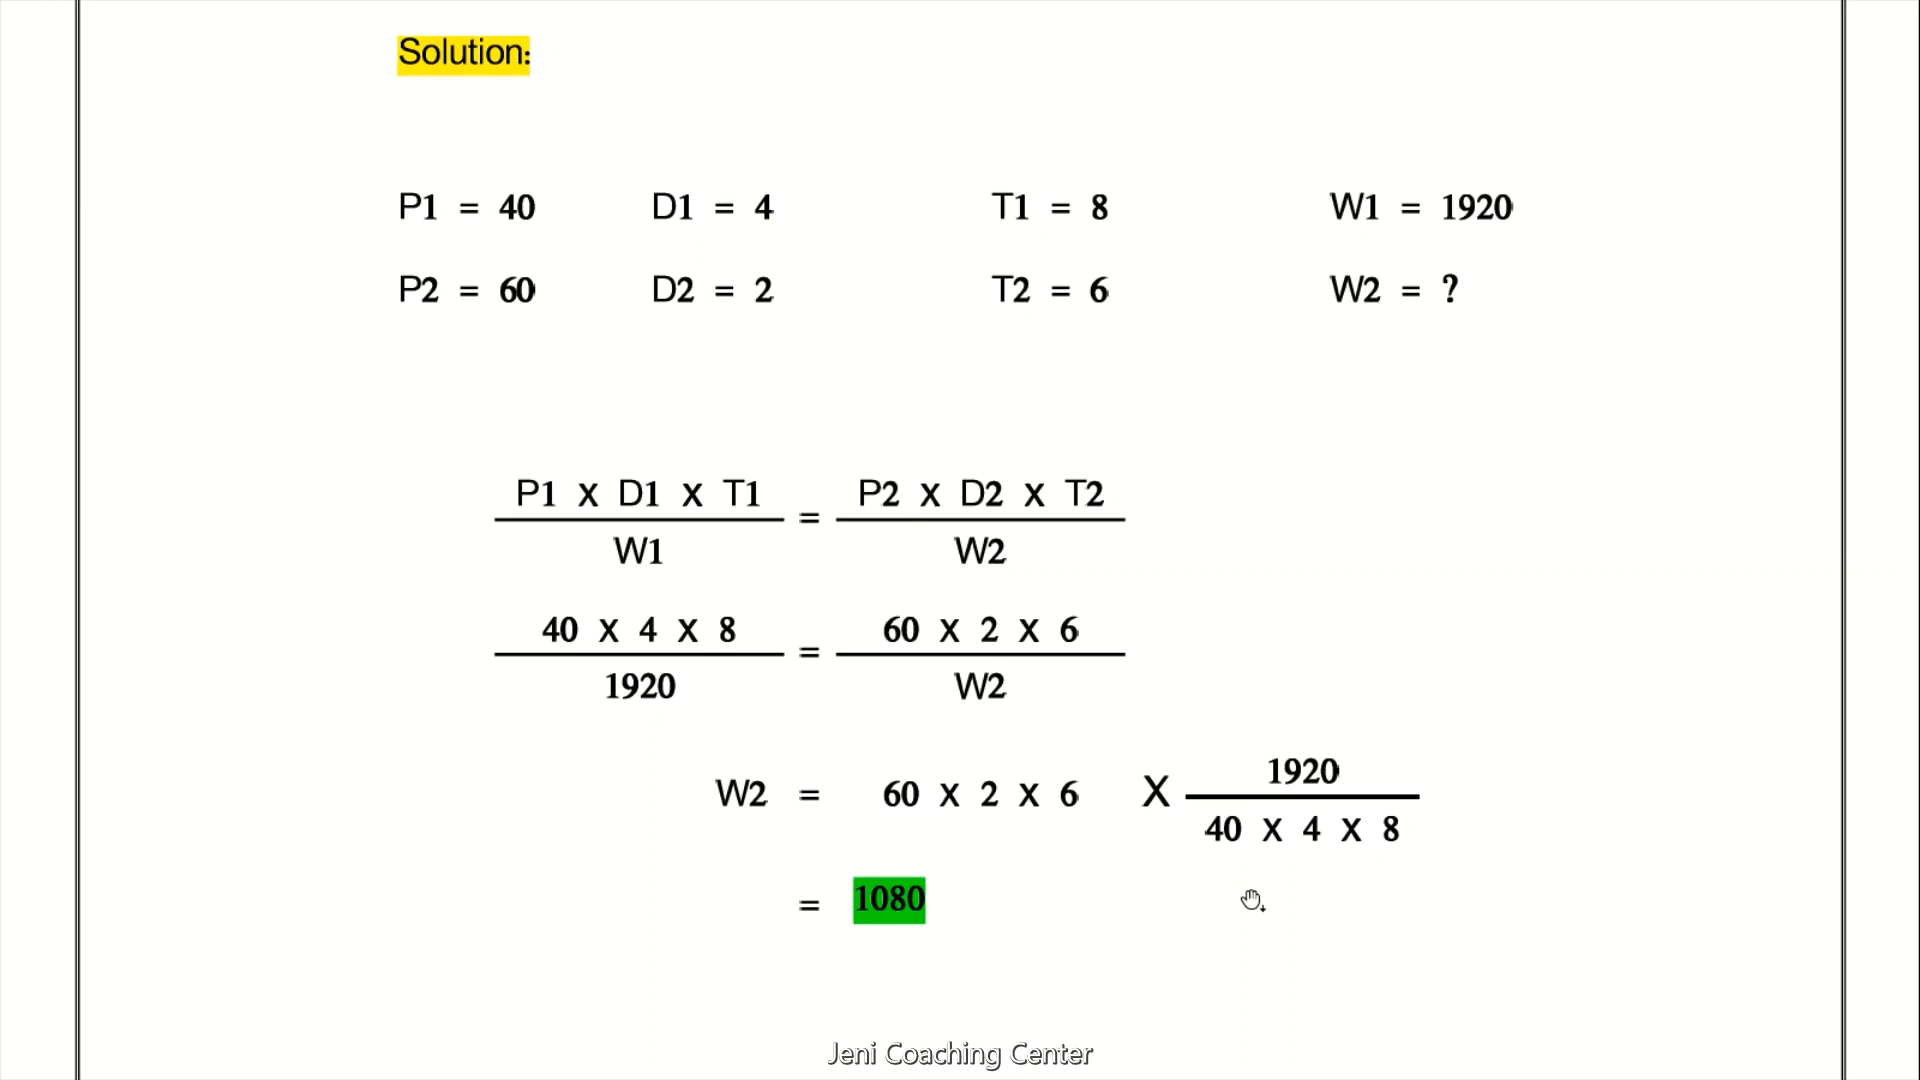 Solution:
P1 = 40 D1 = 4 T1 = 8 W1 = 1920
P2 = 60 D2 = 2 T2 = 6 W2 = ?
P1 X D1 X T1 = P2 X D2 X T2
W1 W2
40 X 4 X 8 = 60 X 2 X 6
1920 W2
W2 = 60 X 2 X 6 X 1920
40 X 4 X 8
= 1080
Jeni Coaching Center